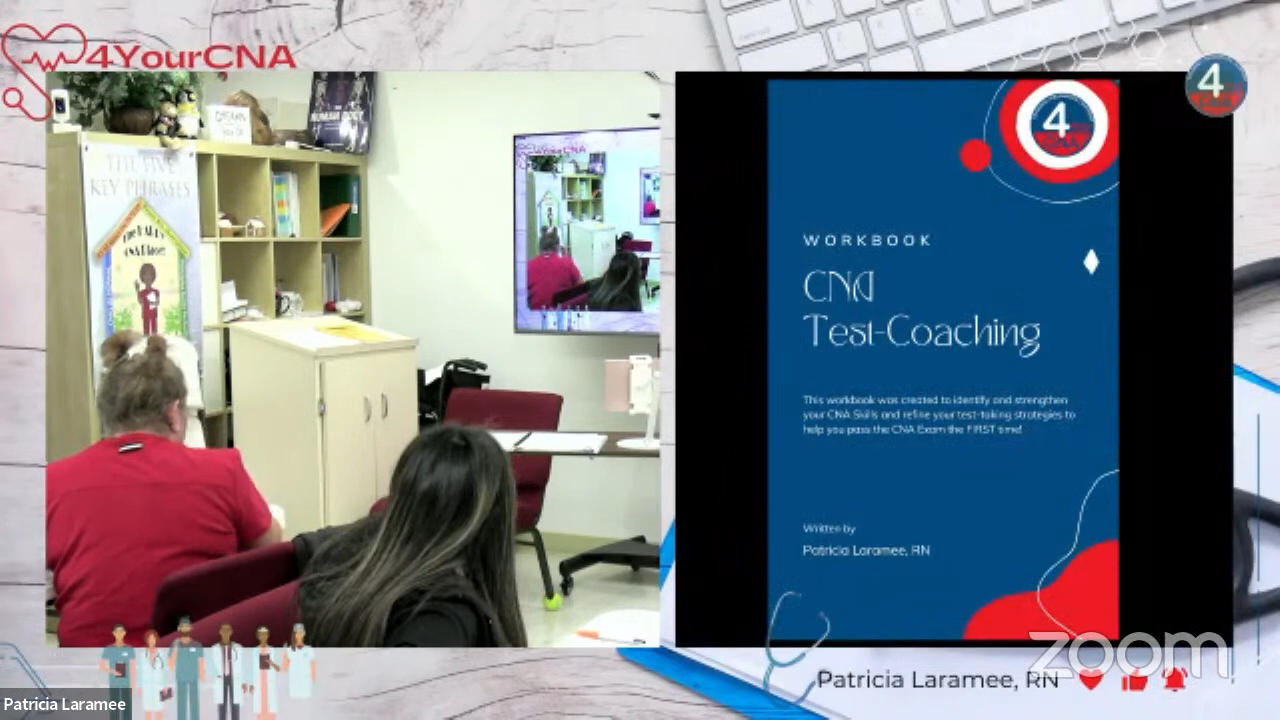 4YourCNA
THE FIVE
KEY PHRASES
4
WORKBOOK
CNA
Test-Coaching
This workbook was created to identify and strengthen
your CNA Skills and refine your test-taking strategies to
help you pass the CNA Exam the FIRST time!
Written by
Patricia Laramee, RN
zoom
Patricia Laramee, RN
Patricia Laramee